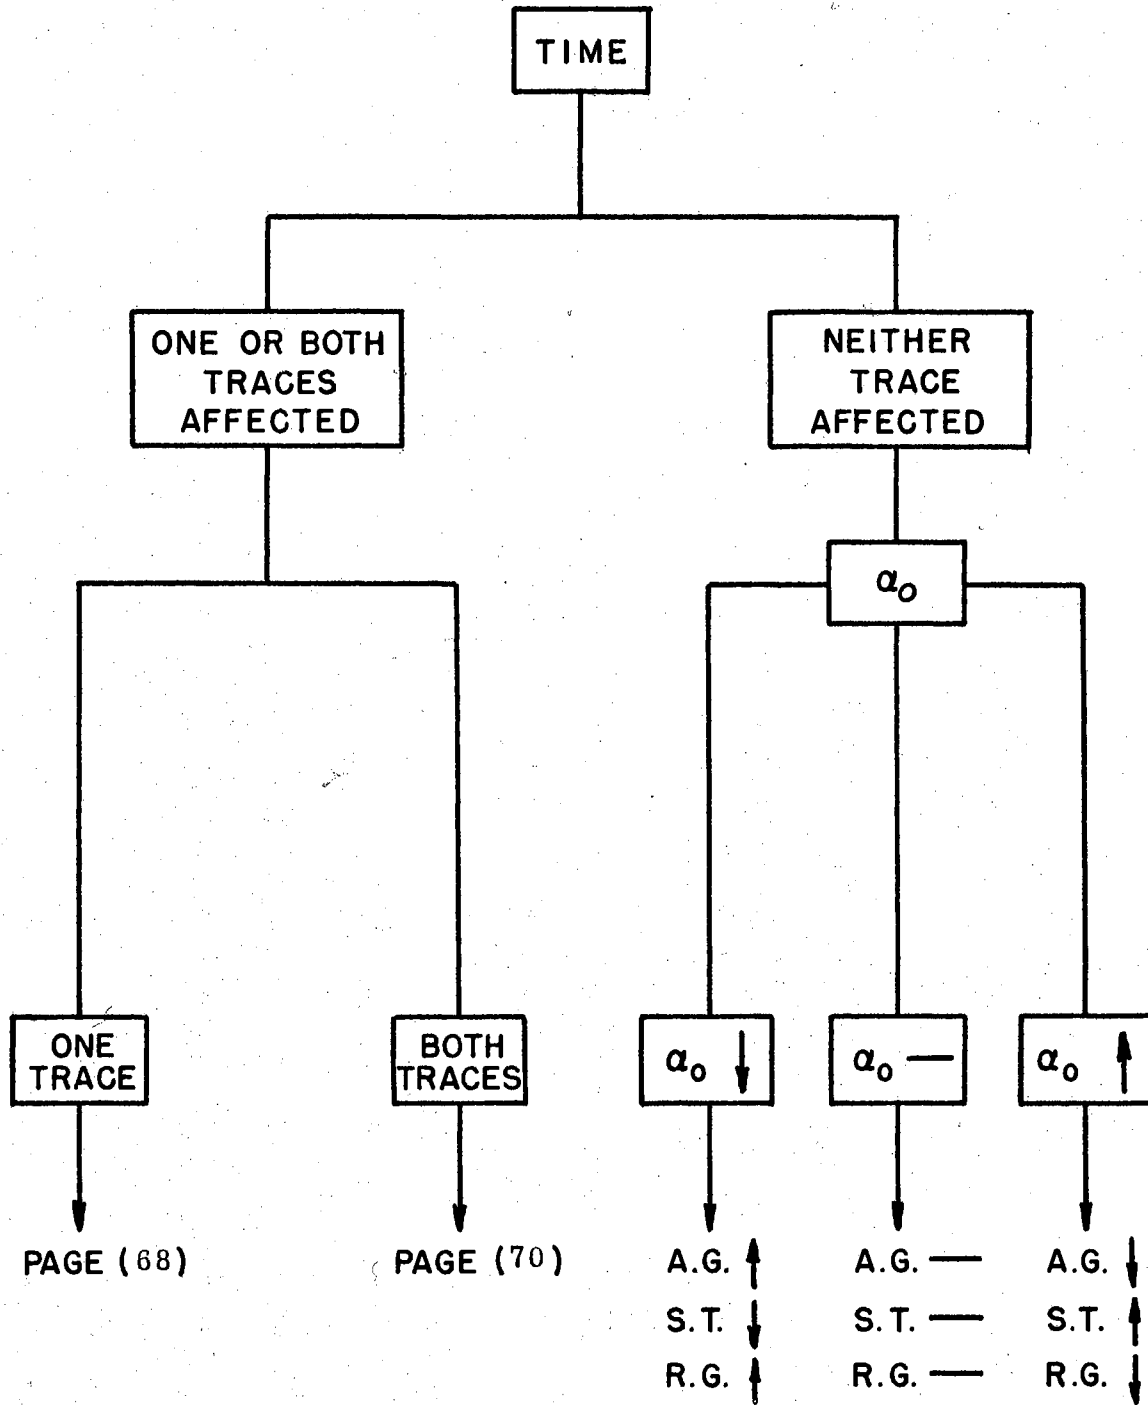 TIME
ONE OR BOTH
TRACES
AFFECTED
NEITHER
TRACE
AFFECTED
α₀
ONE
TRACE
BOTH
TRACES
α₀ ↓
α₀ —
α₀ ↑
PAGE (68)
PAGE (70)
A.G. ↑
S.T. ↓
R.G. ↑
A.G. —
S.T. —
R.G. —
A.G. ↓
S.T. ↑
R.G. ↓